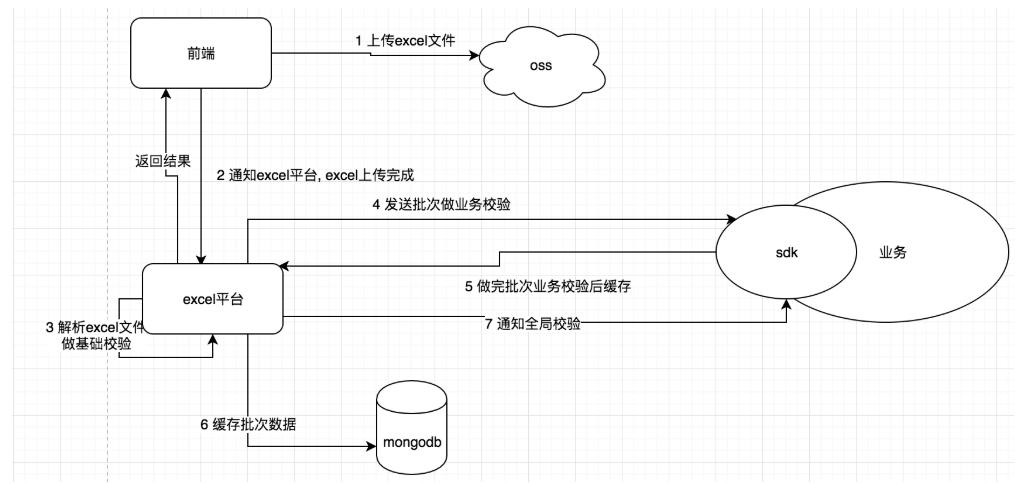 前端
1 上传excel文件
oss
返回结果
2 通知excel平台, excel上传完成
4 发送批次做业务校验
sdk
业务
excel平台
5 做完批次业务校验后缓存
3 解析excel文件
做基础校验
7 通知全局校验
6 缓存批次数据
mongodb